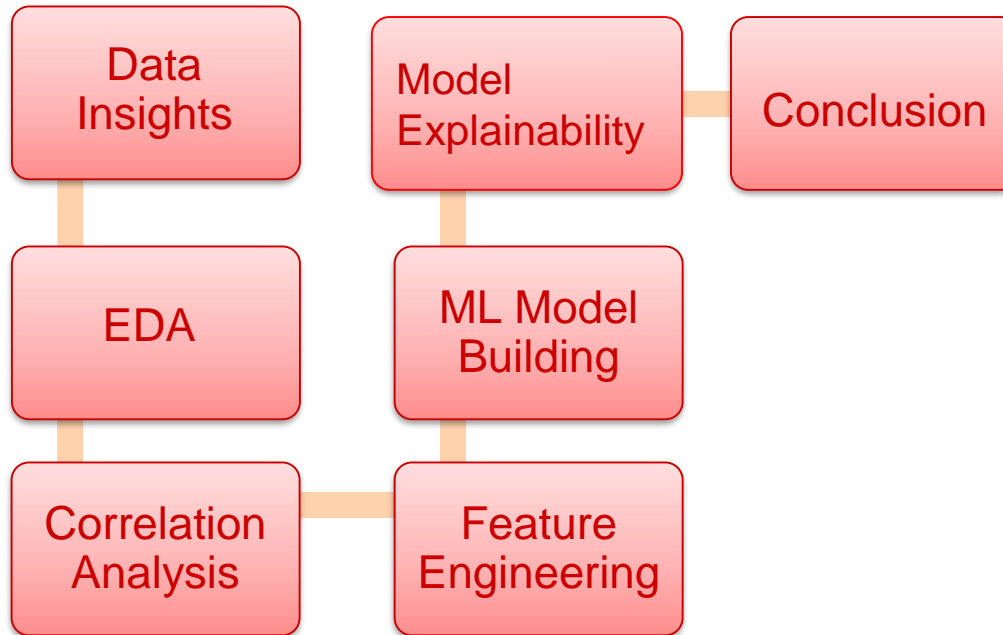 Data
Insights
EDA
Correlation
Analysis
Feature
Engineering
ML Model
Building
Model
Explainability
Conclusion